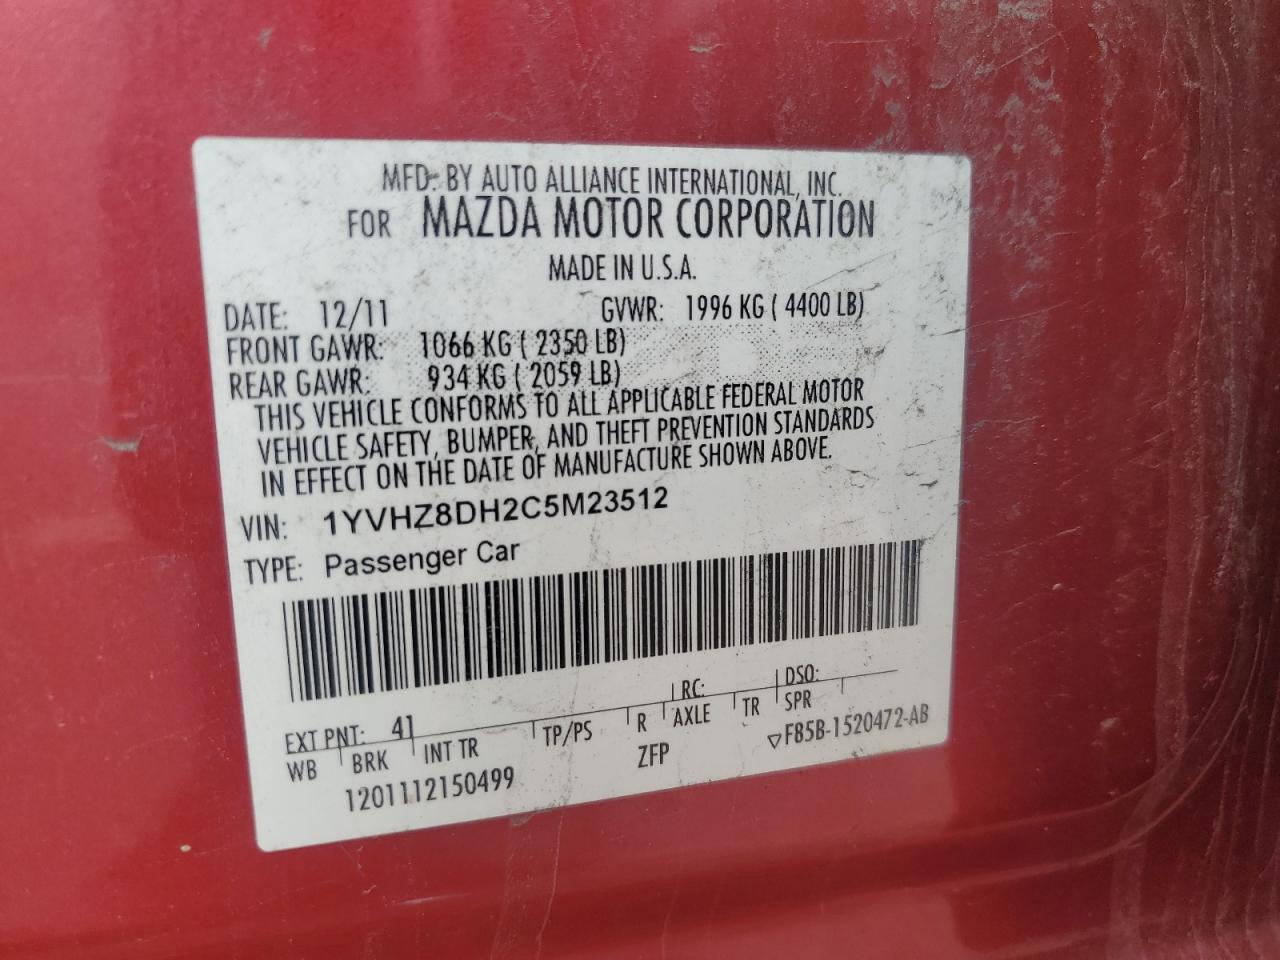 MFD. BY AUTO ALLIANCE INTERNATIONAL, INC.
FOR MAZDA MOTOR CORPORATION
MADE IN U.S.A.
DATE: 12/11 GVWR: 1996 KG ( 4400 LB)
FRONT GAWR: 1066 KG ( 2350 LB)
REAR GAWR: 934 KG ( 2059 LB)
THIS VEHICLE CONFORMS TO ALL APPLICABLE FEDERAL MOTOR
VEHICLE SAFETY, BUMPER, AND THEFT PREVENTION STANDARDS
IN EFFECT ON THE DATE OF MANUFACTURE SHOWN ABOVE.
VIN: 1YVHZ8DH2C5M23512
TYPE: Passenger Car
EXT PNT: 41 RC: DSO:
WB BRK INT TR TP/PS R AXLE TR SPR
ZFP ▽F85B-1520472-AB
1201112150499